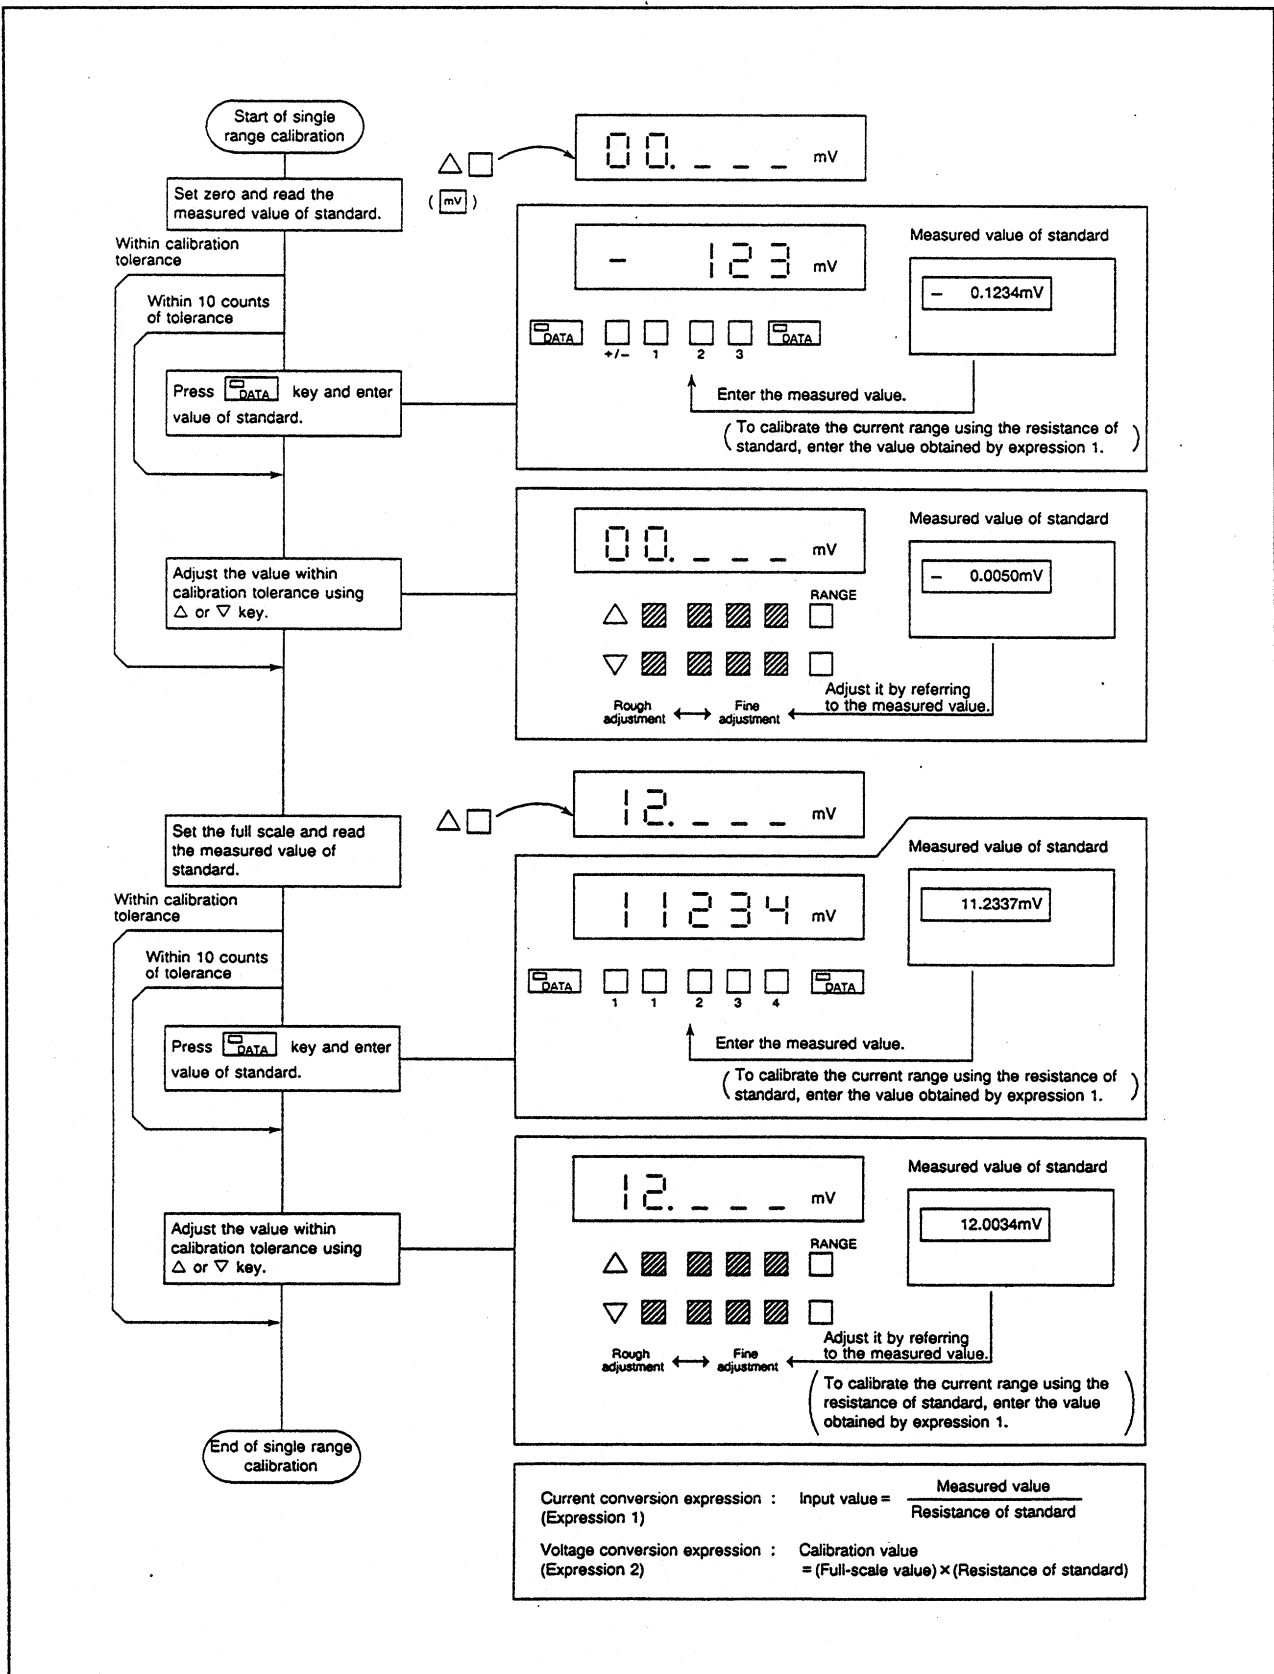 Start of single
range calibration
00. _ _ _ mV
( mV )
Set zero and read the
measured value of standard.
Within calibration
tolerance
Within 10 counts
of tolerance
Press DATA key and enter
value of standard.
- 123 mV
DATA +/- 1 2 3 DATA
Measured value of standard
- 0.1234mV
Enter the measured value.
(To calibrate the current range using the resistance of
standard, enter the value obtained by expression 1.)
Adjust the value within
calibration tolerance using
△ or ▽ key.
00. _ _ _ mV
Measured value of standard
- 0.0050mV
RANGE
△
▽
Rough
adjustment
Fine
adjustment
Adjust it by referring
to the measured value.
Set the full scale and read
the measured value of
standard.
12. _ _ _ mV
Within calibration
tolerance
Within 10 counts
of tolerance
Press DATA key and enter
value of standard.
11234 mV
DATA 1 1 2 3 4 DATA
Measured value of standard
11.2337mV
Enter the measured value.
(To calibrate the current range using the resistance of
standard, enter the value obtained by expression 1.)
Adjust the value within
calibration tolerance using
△ or ▽ key.
12. _ _ _ mV
Measured value of standard
12.0034mV
RANGE
△
▽
Rough
adjustment
Fine
adjustment
Adjust it by referring
to the measured value.
(To calibrate the current range using the
resistance of standard, enter the value
obtained by expression 1.)
End of single range
calibration
Current conversion expression : Input value = Measured value / Resistance of standard
(Expression 1)
Voltage conversion expression : Calibration value
(Expression 2) = (Full-scale value) × (Resistance of standard)